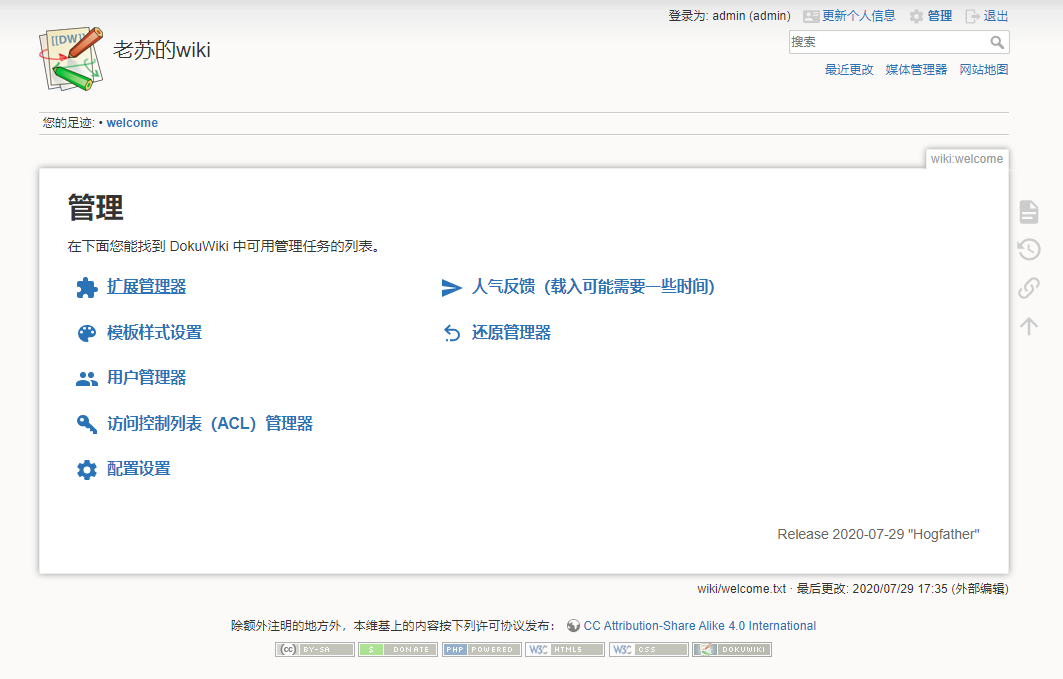 登录为: admin (admin) 更新个人信息 管理 退出
[[DW]]
老苏的wiki
搜索
最近更改 媒体管理器 网站地图
您的足迹: • welcome
wiki:welcome
管理
在下面您能找到 DokuWiki 中可用管理任务的列表。
扩展管理器
模板样式设置
用户管理器
访问控制列表（ACL）管理器
配置设置
人气反馈（载入可能需要一些时间)
还原管理器
Release 2020-07-29 "Hogfather"
wiki/welcome.txt · 最后更改: 2020/07/29 17:35 (外部编辑)
除额外注明的地方外，本维基上的内容按下列许可协议发布： CC Attribution-Share Alike 4.0 International
(cc) BY-SA $ DONATE PHP POWERED W3C HTML5 W3C CSS DOKUWIKI